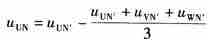 u_UN = u_UN' - (u_UN' + u_VN' + u_WN') / 3